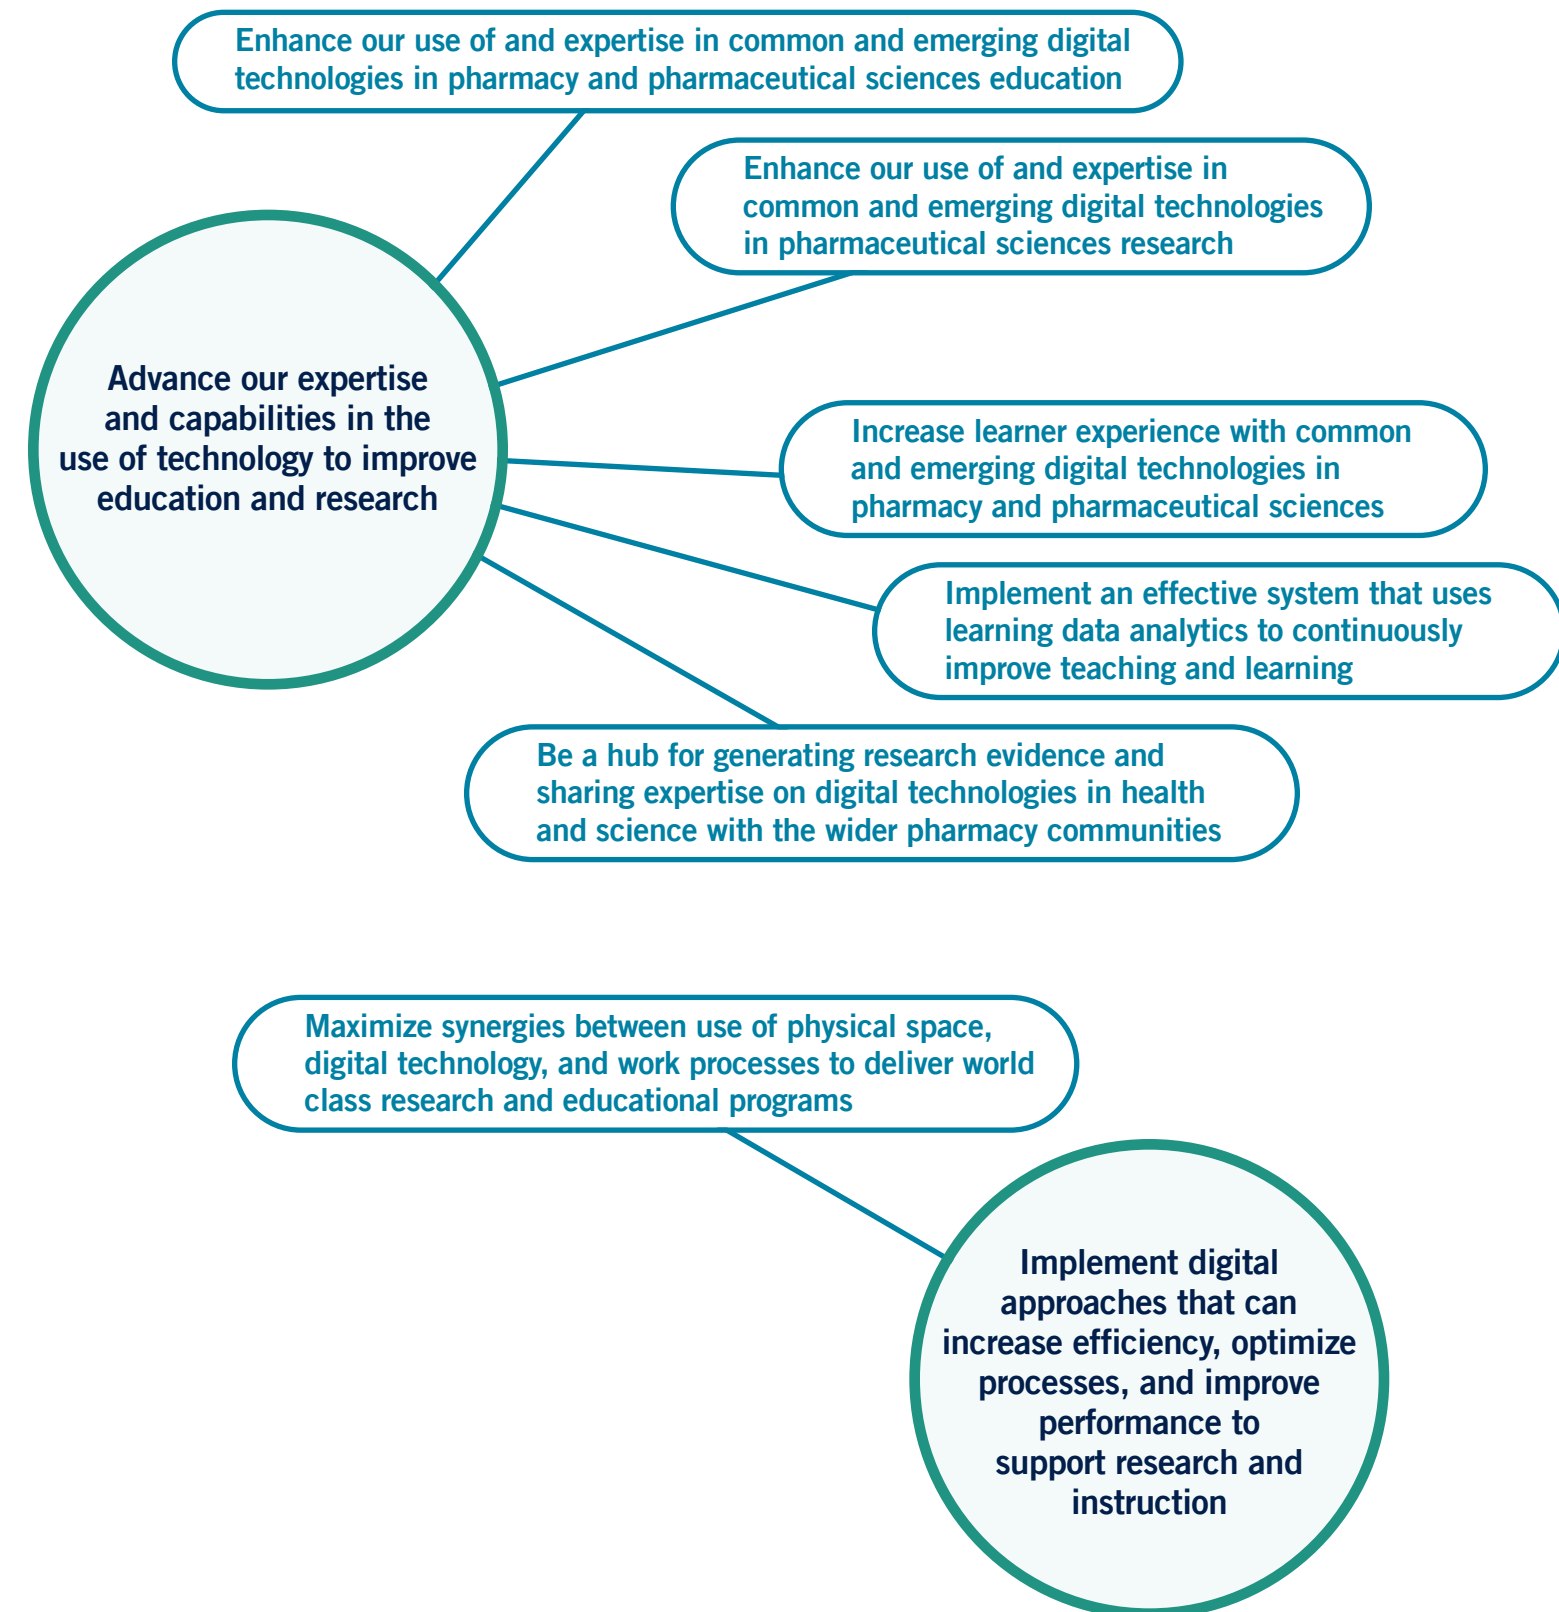 Enhance our use of and expertise in common and emerging digital
technologies in pharmacy and pharmaceutical sciences education
Enhance our use of and expertise in
common and emerging digital technologies
in pharmaceutical sciences research
Advance our expertise
and capabilities in the
use of technology to improve
education and research
Increase learner experience with common
and emerging digital technologies in
pharmacy and pharmaceutical sciences
Implement an effective system that uses
learning data analytics to continuously
improve teaching and learning
Be a hub for generating research evidence and
sharing expertise on digital technologies in health
and science with the wider pharmacy communities
Maximize synergies between use of physical space,
digital technology, and work processes to deliver world
class research and educational programs
Implement digital
approaches that can
increase efficiency, optimize
processes, and improve
performance to
support research and
instruction